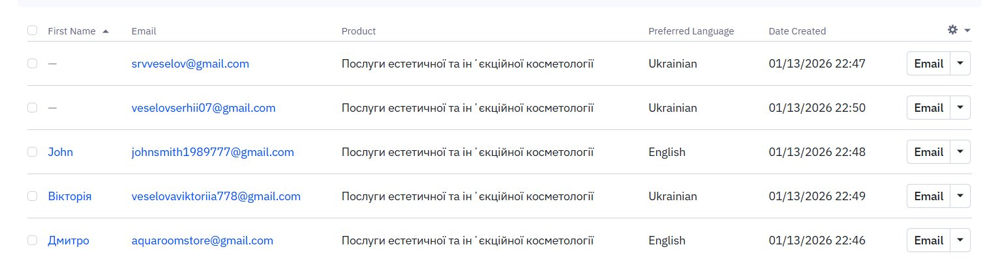 First Name Email Product Preferred Language Date Created
— srvveselov@gmail.com Послуги естетичної та ін΄єкційної косметології Ukrainian 01/13/2026 22:47 Email
— veselovserhii07@gmail.com Послуги естетичної та ін΄єкційної косметології Ukrainian 01/13/2026 22:50 Email
John johnsmith1989777@gmail.com Послуги естетичної та ін΄єкційної косметології English 01/13/2026 22:48 Email
Вікторія veselovaviktoriia778@gmail.com Послуги естетичної та ін΄єкційної косметології Ukrainian 01/13/2026 22:49 Email
Дмитро aquaroomstore@gmail.com Послуги естетичної та ін΄єкційної косметології English 01/13/2026 22:46 Email